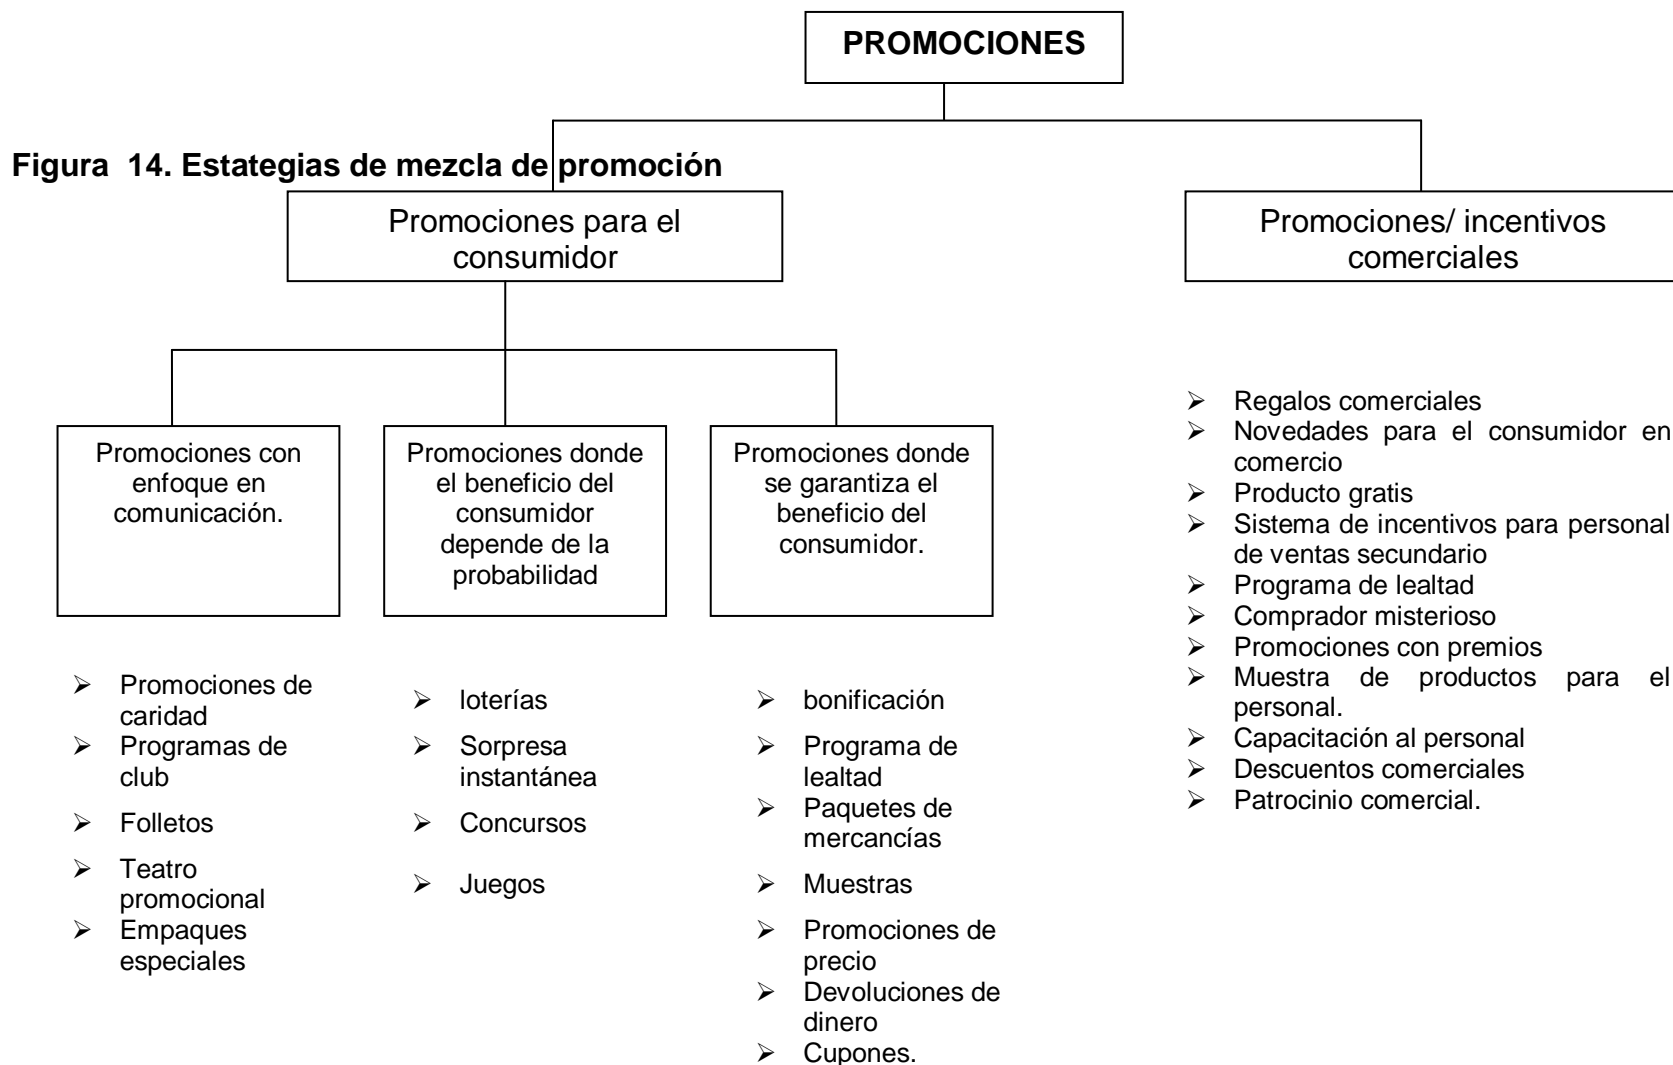 PROMOCIONES
Figura 14. Estategias de mezcla de promoción
Promociones para el
consumidor
Promociones/ incentivos
comerciales
Promociones con
enfoque en
comunicación.
Promociones donde
el beneficio del
consumidor
depende de la
probabilidad
Promociones donde
se garantiza el
beneficio del
consumidor.
➢ Promociones de
caridad
➢ Programas de
club
➢ Folletos
➢ Teatro
promocional
➢ Empaques
especiales
➢ loterías
➢ Sorpresa
instantánea
➢ Concursos
➢ Juegos
➢ bonificación
➢ Programa de
lealtad
➢ Paquetes de
mercancías
➢ Muestras
➢ Promociones de
precio
➢ Devoluciones de
dinero
➢ Cupones.
➢ Regalos comerciales
➢ Novedades para el consumidor en
comercio
➢ Producto gratis
➢ Sistema de incentivos para personal
de ventas secundario
➢ Programa de lealtad
➢ Comprador misterioso
➢ Promociones con premios
➢ Muestra de productos para el
personal.
➢ Capacitación al personal
➢ Descuentos comerciales
➢ Patrocinio comercial.